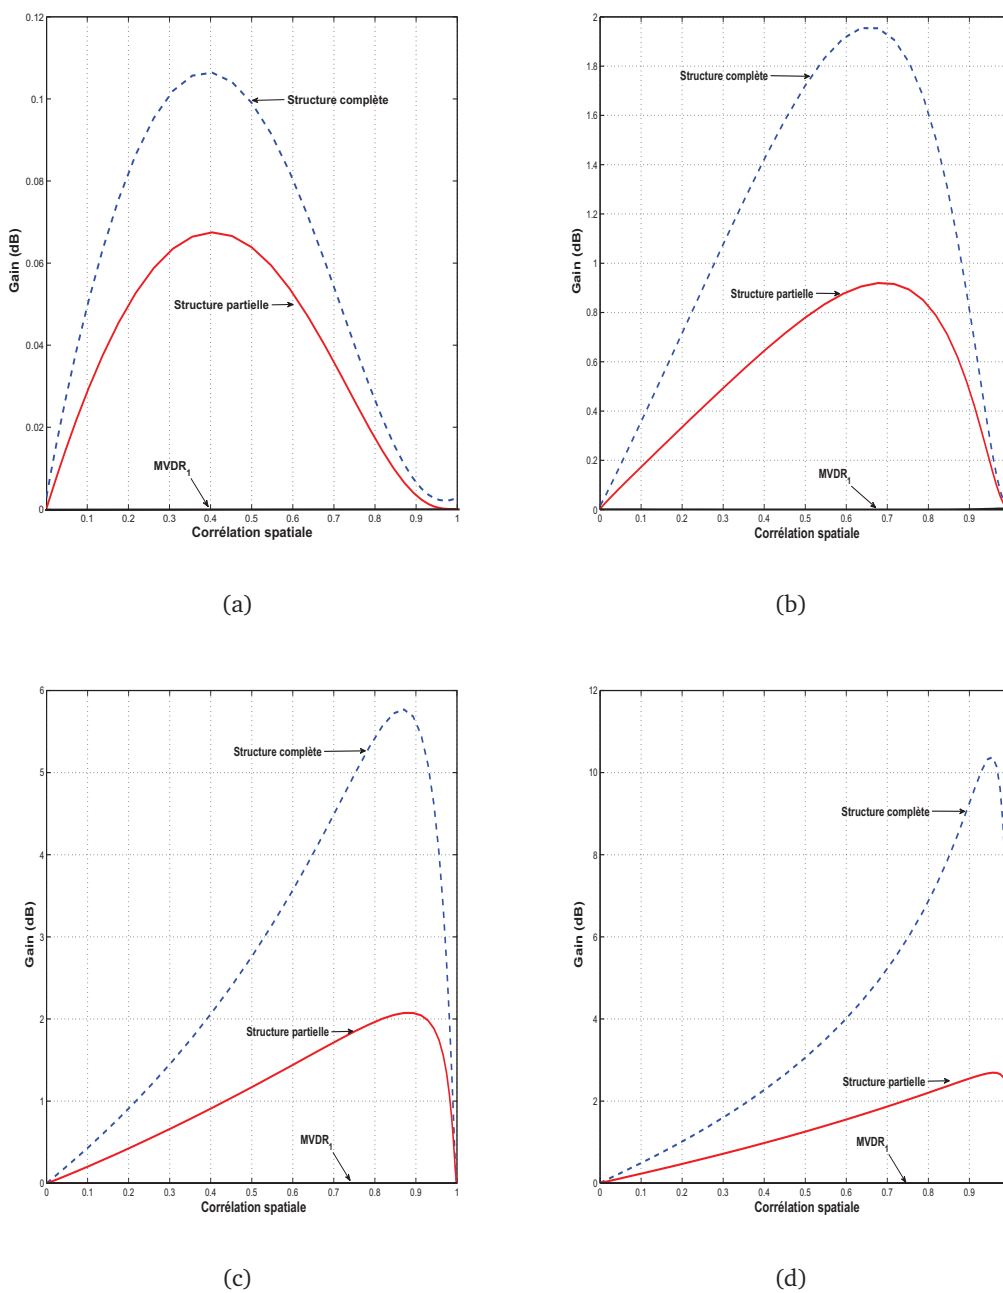 0.12
0.1
0.08
0.06
0.04
0.02
0
Gain (dB)
Structure complète
Structure partielle
MVDR1
0.1 0.2 0.3 0.4 0.5 0.6 0.7 0.8 0.9 1
Corrélation spatiale
(a)
2
1.8
1.6
1.4
1.2
1
0.8
0.6
0.4
0.2
0
Gain (dB)
Structure complète
Structure partielle
MVDR1
0 0.1 0.2 0.3 0.4 0.5 0.6 0.7 0.8 0.9
Corrélation spatiale
(b)
6
5
4
3
2
1
0
Gain (dB)
Structure complète
Structure partielle
MVDR1
0 0.1 0.2 0.3 0.4 0.5 0.6 0.7 0.8 0.9 1
Corrélation spatiale
(c)
12
10
8
6
4
2
0
Gain (dB)
Structure complète
Structure partielle
MVDR1
0 0.1 0.2 0.3 0.4 0.5 0.6 0.7 0.8 0.9
Corrélation spatiale
(d)